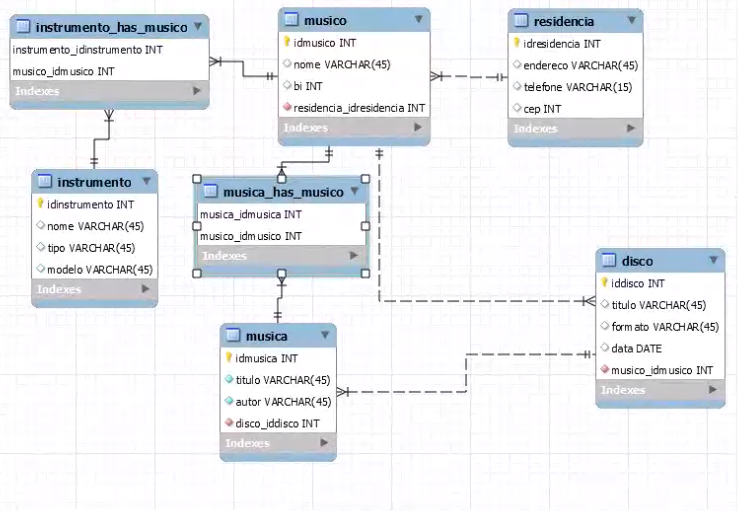 instrumento_has_musico
instrumento_idinstrumento INT
musico_idmusico INT
Indexes
musico
idmusico INT
nome VARCHAR(45)
bi INT
residencia_idresidencia INT
Indexes
residencia
idresidencia INT
endereco VARCHAR(45)
telefone VARCHAR(15)
cep INT
Indexes
instrumento
idinstrumento INT
nome VARCHAR(45)
tipo VARCHAR(45)
modelo VARCHAR(45)
Indexes
musica_has_musico
musica_idmusica INT
musico_idmusico INT
Indexes
disco
iddisco INT
titulo VARCHAR(45)
formato VARCHAR(45)
data DATE
musico_idmusico INT
Indexes
musica
idmusica INT
titulo VARCHAR(45)
autor VARCHAR(45)
disco_iddisco INT
Indexes